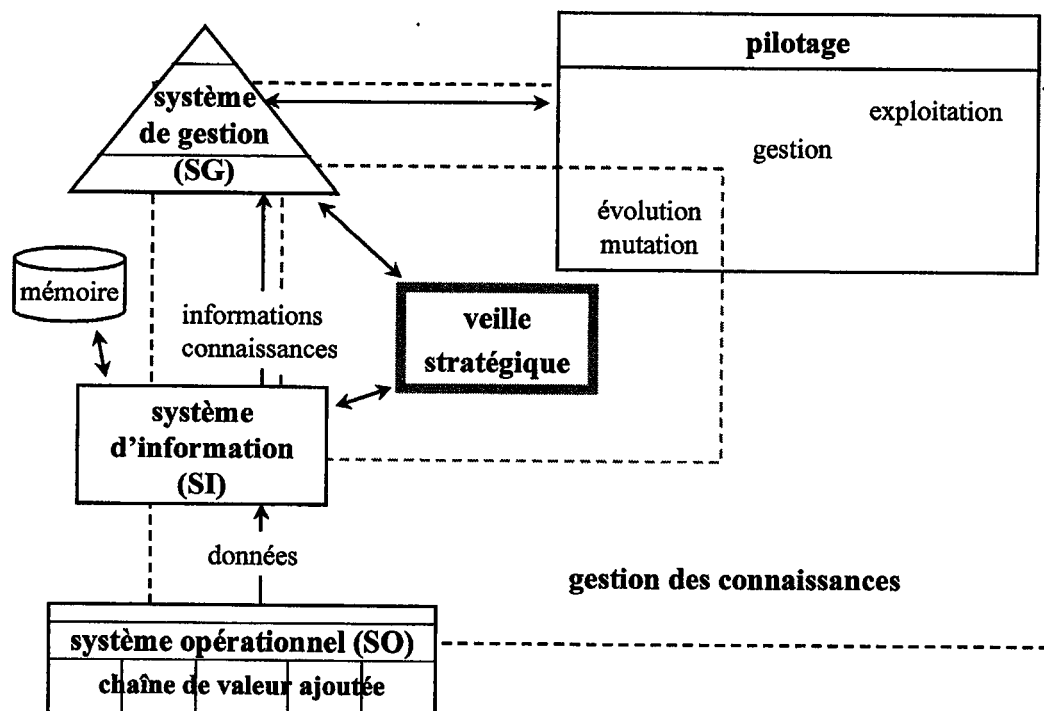 pilotage
système
de gestion
(SG)
exploitation
gestion
évolution
mutation
mémoire
informations
connaissances
veille
stratégique
système
d'information
(SI)
données
gestion des connaissances
système opérationnel (SO)
chaîne de valeur ajoutée